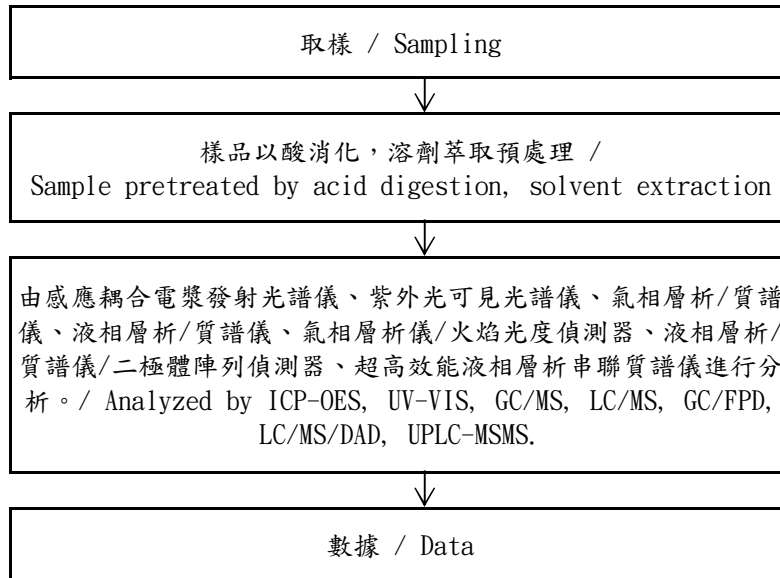 取樣 / Sampling
樣品以酸消化，溶劑萃取預處理 /
Sample pretreated by acid digestion, solvent extraction
由感應耦合電漿發射光譜儀、紫外光可見光譜儀、氣相層析/質譜
儀、液相層析/質譜儀、氣相層析儀/火焰光度偵測器、液相層析/
質譜儀/二極體陣列偵測器、超高效能液相層析串聯質譜儀進行分
析。/ Analyzed by ICP-OES, UV-VIS, GC/MS, LC/MS, GC/FPD,
LC/MS/DAD, UPLC-MSMS.
數據 / Data